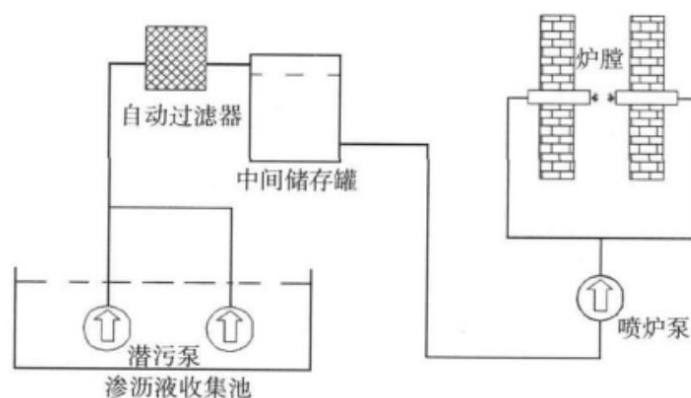 炉膛
自动过滤器
中间储存罐
喷炉泵
潜污泵
渗沥液收集池